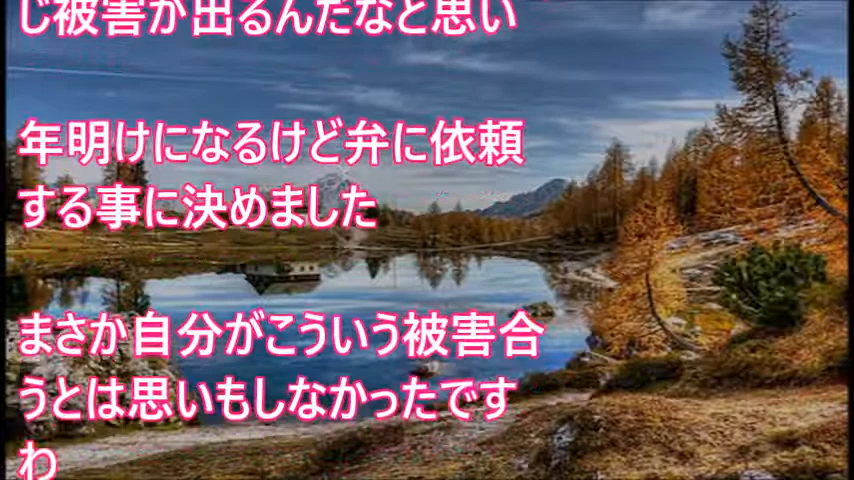 じ被害が出るんだなと思い
年明けになるけど弁に依頼
する事に決めました
まさか自分がこういう被害合
うとは思いもしなかったです
わ